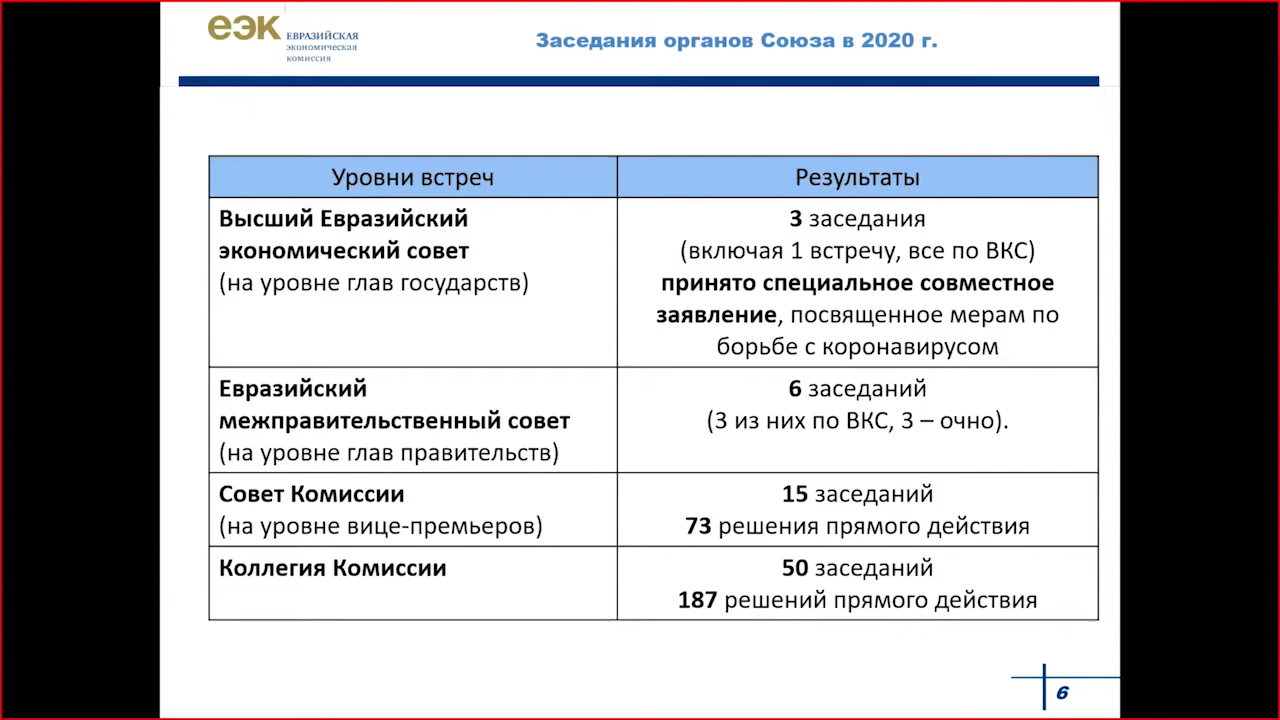 еэк
ЕВРАЗИЙСКАЯ
экономическая
комиссия
Заседания органов Союза в 2020 г.
Уровни встреч
Результаты
Высший Евразийский
экономический совет
(на уровне глав государств)
3 заседания
(включая 1 встречу, все по ВКС)
принято специальное совместное
заявление, посвященное мерам по
борьбе с коронавирусом
Евразийский
межправительственный совет
(на уровне глав правительств)
6 заседаний
(3 из них по ВКС, 3 – очно).
Совет Комиссии
(на уровне вице-премьеров)
15 заседаний
73 решения прямого действия
Коллегия Комиссии
50 заседаний
187 решений прямого действия
6